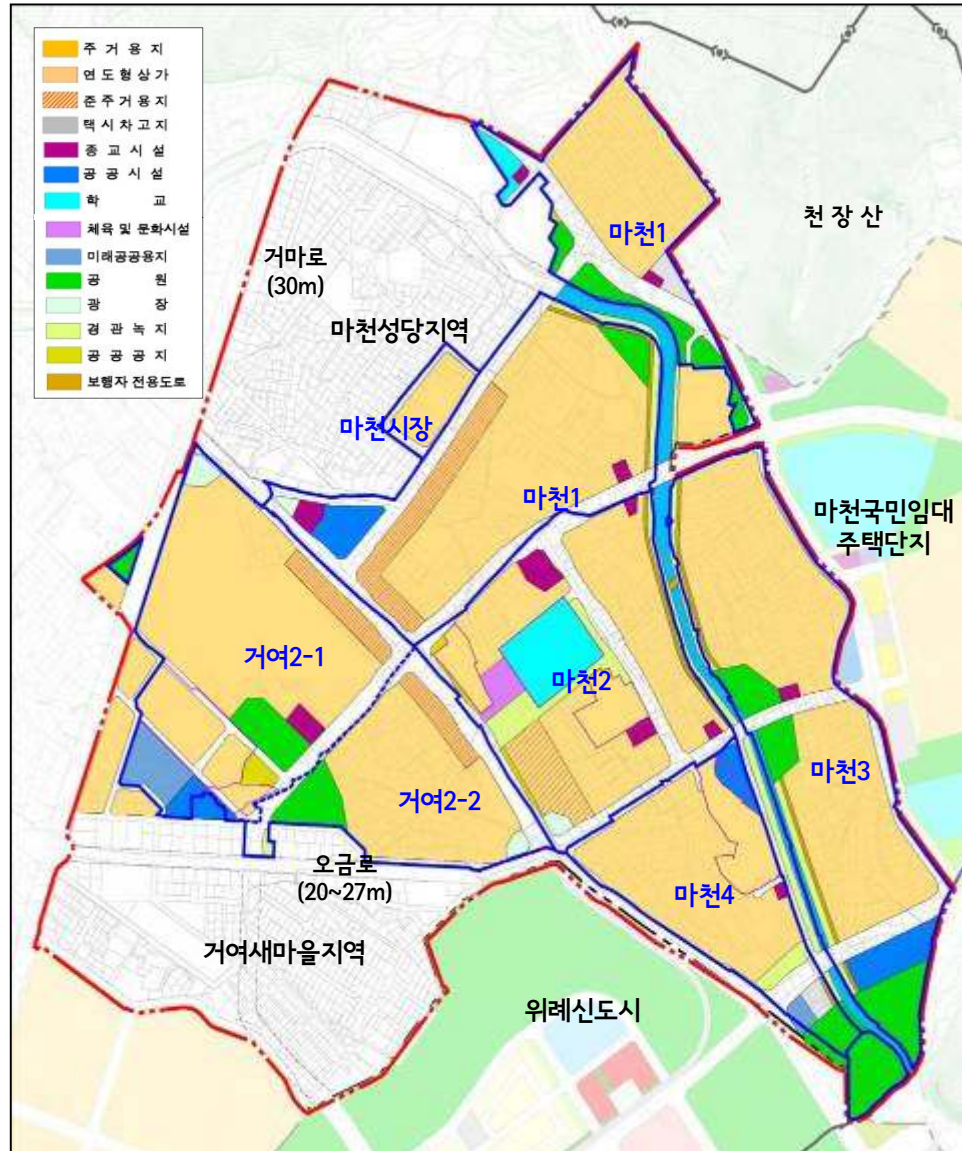 주 거 용 지
연 도 형 상 가
준 주 거 용 지
택 시 차 고 지
종 교 시 설
공 공 시 설
학 교
체육 및 문화시설
미래공공용지
공 원
광 장
경 관 녹 지
공 공 공 지
보행자 전용도로
천 장 산
마천1
거마로
(30m)
마천성당지역
마천시장
마천1
마천국민임대
주택단지
거여2-1
마천2
마천3
거여2-2
오금로
(20~27m)
마천4
거여새마을지역
위례신도시